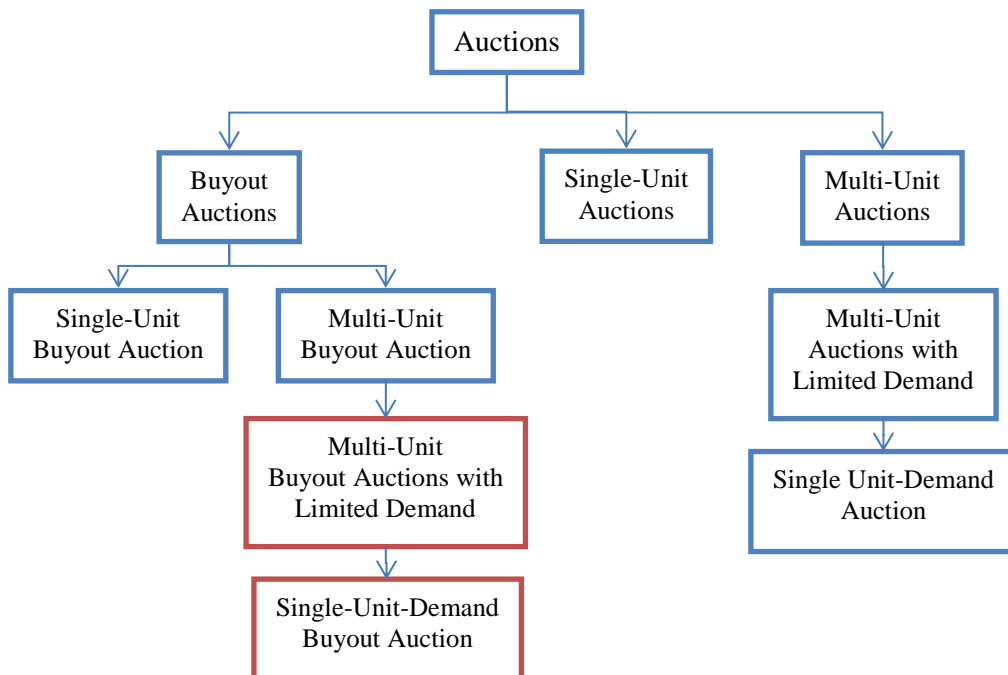 Auctions
Buyout
Auctions
Single-Unit
Auctions
Multi-Unit
Auctions
Single-Unit
Buyout Auction
Multi-Unit
Buyout Auction
Multi-Unit
Auctions with
Limited Demand
Multi-Unit
Buyout Auctions with
Limited Demand
Single Unit-Demand
Auction
Single-Unit-Demand
Buyout Auction